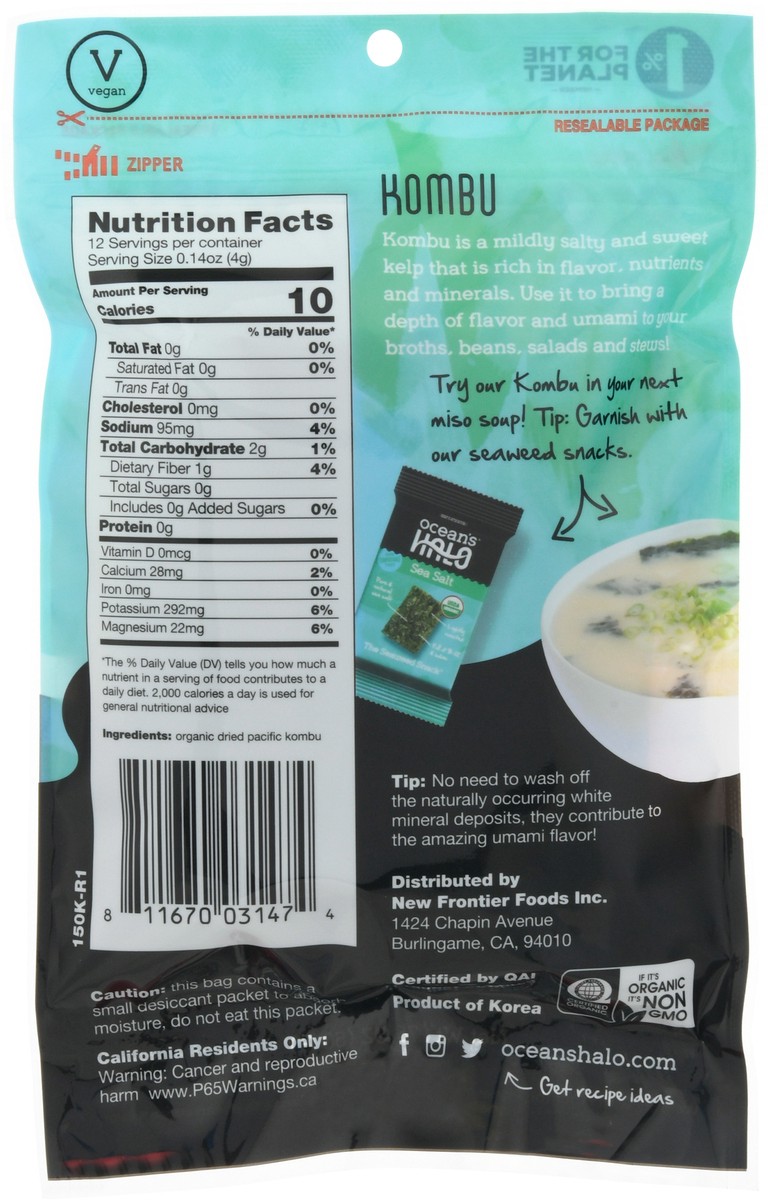 V
vegan
1%
FOR THE
PLANET
RESEALABLE PACKAGE
ZIPPER
Nutrition Facts
12 Servings per container
Serving Size 0.14oz (4g)
Amount Per Serving
Calories 10
% Daily Value*
Total Fat 0g 0%
Saturated Fat 0g 0%
Trans Fat 0g
Cholesterol 0mg 0%
Sodium 95mg 4%
Total Carbohydrate 2g 1%
Dietary Fiber 1g 4%
Total Sugars 0g
Includes 0g Added Sugars 0%
Protein 0g
Vitamin D 0mcg 0%
Calcium 28mg 2%
Iron 0mg 0%
Potassium 292mg 6%
Magnesium 22mg 6%
*The % Daily Value (DV) tells you how much a
nutrient in a serving of food contributes to a
daily diet. 2,000 calories a day is used for
general nutritional advice
Ingredients: organic dried pacific kombu
8 11670 03147 4
150K-R1
Caution: this bag contains a
small desiccant packet to absorb
moisture, do not eat this packet.
California Residents Only:
Warning: Cancer and reproductive
harm www.P65Warnings.ca
KOMBU
Kombu is a mildly salty and sweet
kelp that is rich in flavor, nutrients
and minerals. Use it to bring a
depth of flavor and umami to your
broths, beans, salads and stews!
Try our Kombu in your next
miso soup! Tip: Garnish with
our seaweed snacks.
ocean's
HALO
Sea Salt
USDA
The Seaweed Snack
Tip: No need to wash off
the naturally occurring white
mineral deposits, they contribute to
the amazing umami flavor!
Distributed by
New Frontier Foods Inc.
1424 Chapin Avenue
Burlingame, CA, 94010
Certified by QAI
Product of Korea
CERTIFIED
ORGANIC
IF IT'S
ORGANIC
IT'S NON
GMO
f oceanshalo.com
Get recipe ideas